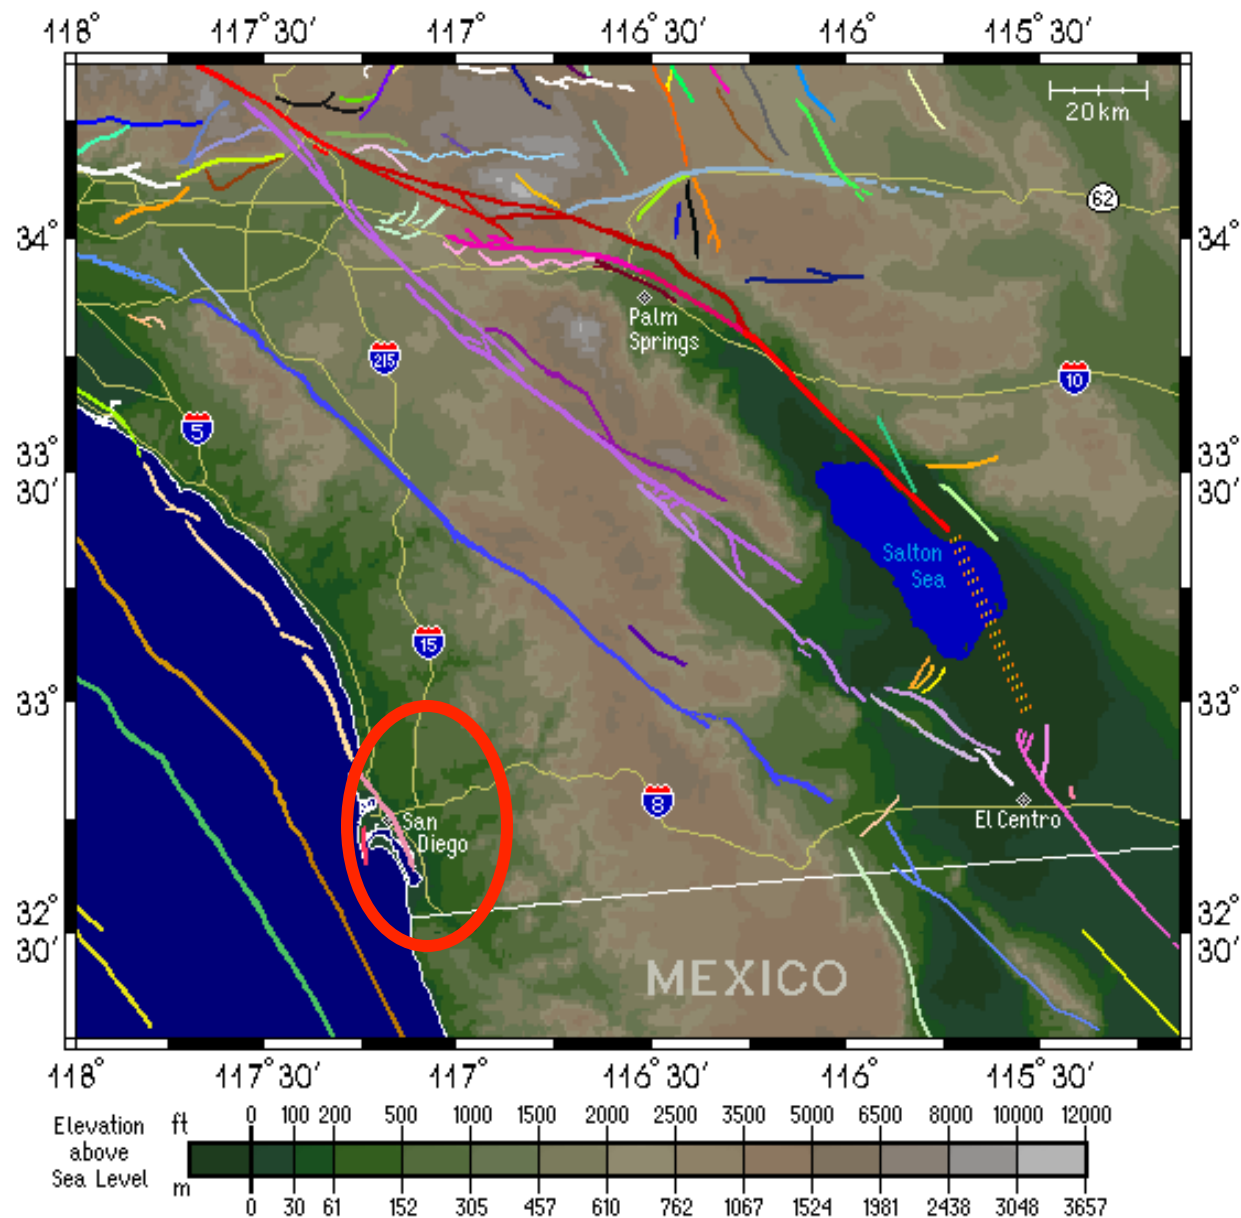 118° 117° 30' 117° 116° 30' 116° 115° 30'
20 km
62
34° 34°
Palm
Springs
215
10
5
33° 33°
30' 30'
Salton
Sea
15
33° 33°
8
San
Diego
El Centro
32° 32°
30' 30'
MEXICO
118° 117° 30' 117° 116° 30' 116° 115° 30'
Elevation
above
Sea Level
ft 0 100 200 500 1000 1500 2000 2500 3500 5000 6500 8000 10000 12000
m 0 30 61 152 305 457 610 762 1067 1524 1981 2438 3048 3657